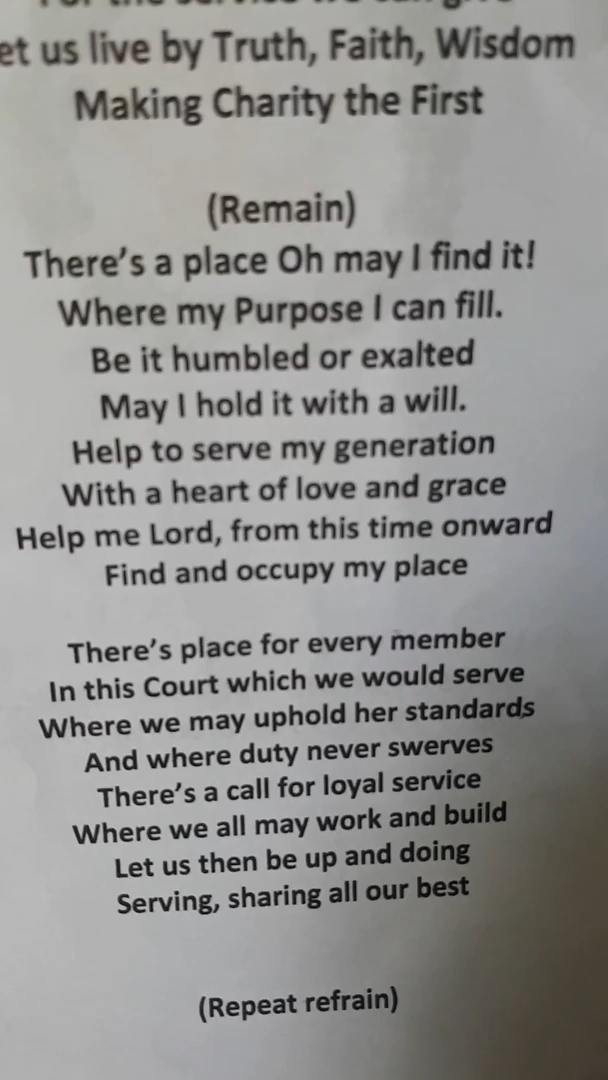 et us live by Truth, Faith, Wisdom
Making Charity the First
(Remain)
There's a place Oh may I find it!
Where my Purpose I can fill.
Be it humbled or exalted
May I hold it with a will.
Help to serve my generation
With a heart of love and grace
Help me Lord, from this time onward
Find and occupy my place
There's place for every member
In this Court which we would serve
Where we may uphold her standards
And where duty never swerves
There's a call for loyal service
Where we all may work and build
Let us then be up and doing
Serving, sharing all our best
(Repeat refrain)